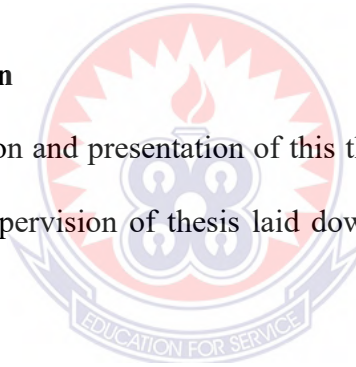 n
on and presentation of this th
pervision of thesis laid dow
EDUCATION FOR SERVICE